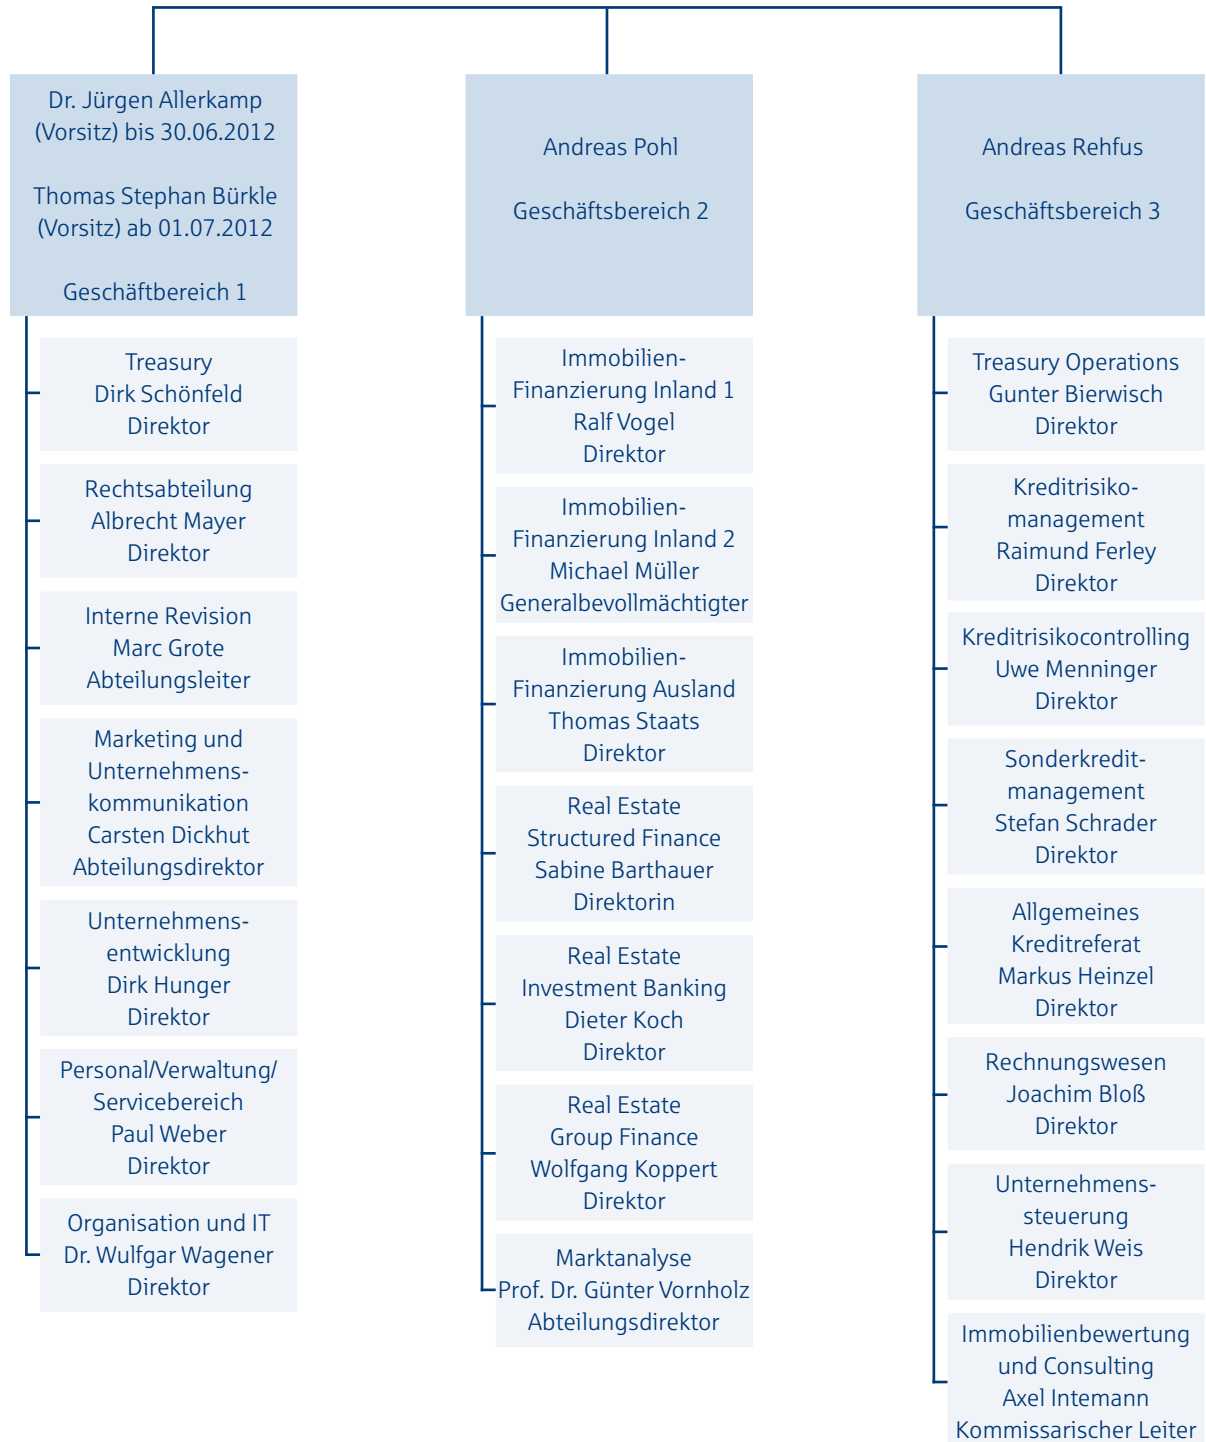 Dr. Jürgen Allerkamp
(Vorsitz) bis 30.06.2012
Thomas Stephan Bürkle
(Vorsitz) ab 01.07.2012
Geschäftbereich 1
Treasury
Dirk Schönfeld
Direktor
Rechtsabteilung
Albrecht Mayer
Direktor
Interne Revision
Marc Grote
Abteilungsleiter
Marketing und
Unternehmens-
kommunikation
Carsten Dickhut
Abteilungsdirektor
Unternehmens-
entwicklung
Dirk Hunger
Direktor
Personal/Verwaltung/
Servicebereich
Paul Weber
Direktor
Organisation und IT
Dr. Wulfgar Wagener
Direktor
Andreas Pohl
Geschäftsbereich 2
Immobilien-
Finanzierung Inland 1
Ralf Vogel
Direktor
Immobilien-
Finanzierung Inland 2
Michael Müller
Generalbevollmächtigter
Immobilien-
Finanzierung Ausland
Thomas Staats
Direktor
Real Estate
Structured Finance
Sabine Barthauer
Direktorin
Real Estate
Investment Banking
Dieter Koch
Direktor
Real Estate
Group Finance
Wolfgang Koppert
Direktor
Marktanalyse
Prof. Dr. Günter Vornholz
Abteilungsdirektor
Andreas Rehfus
Geschäftsbereich 3
Treasury Operations
Gunter Bierwisch
Direktor
Kreditrisiko-
management
Raimund Ferley
Direktor
Kreditrisikocontrolling
Uwe Menninger
Direktor
Sonderkredit-
management
Stefan Schrader
Direktor
Allgemeines
Kreditreferat
Markus Heinzel
Direktor
Rechnungswesen
Joachim Bloß
Direktor
Unternehmens-
steuerung
Hendrik Weis
Direktor
Immobilienbewertung
und Consulting
Axel Intemann
Kommissarischer Leiter